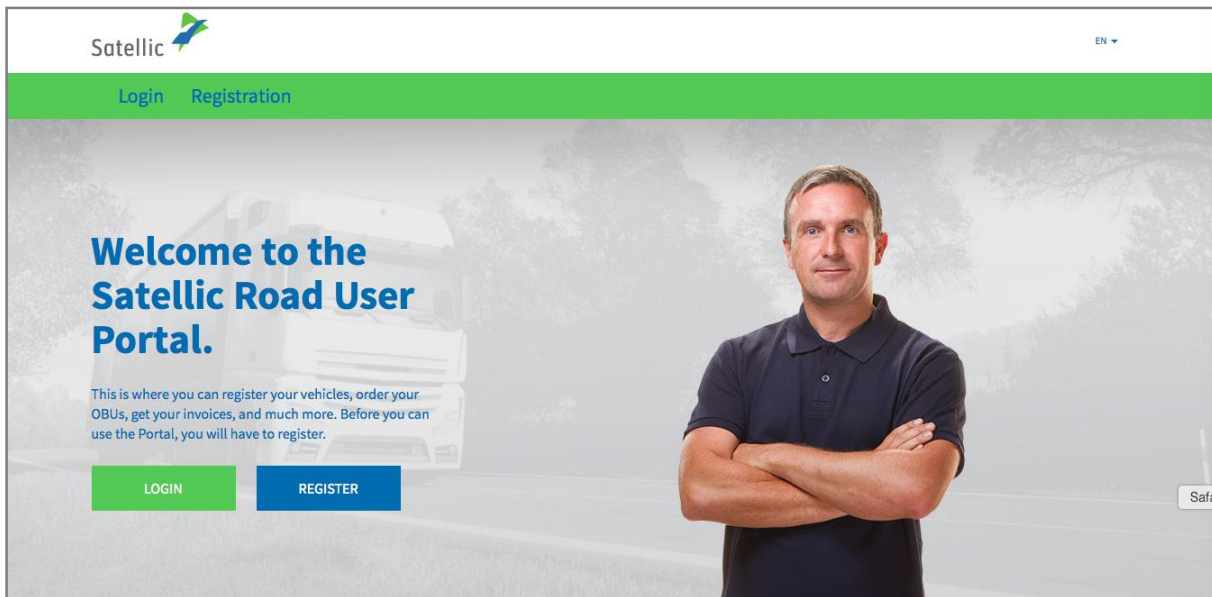 Satellic
EN
Login Registration
Welcome to the
Satellic Road User
Portal.
This is where you can register your vehicles, order your
OBUs, get your invoices, and much more. Before you can
use the Portal, you will have to register.
LOGIN REGISTER
Safa